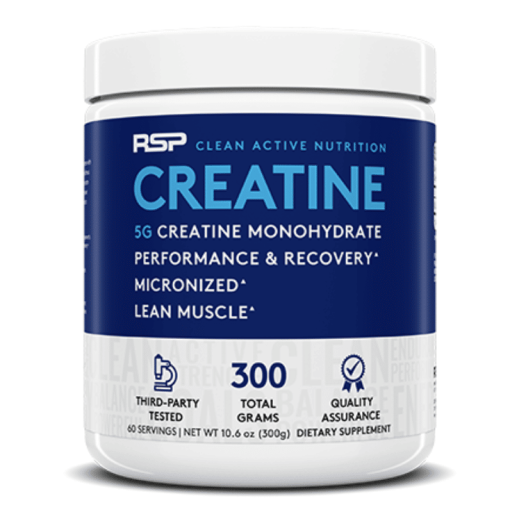 RSP CLEAN ACTIVE NUTRITION
CREATINE
5G CREATINE MONOHYDRATE
PERFORMANCE & RECOVERY^
MICRONIZED^
LEAN MUSCLE^
THIRD-PARTY
TESTED
300
TOTAL
GRAMS
QUALITY
ASSURANCE
60 SERVINGS | NET WT 10.6 oz (300g) DIETARY SUPPLEMENT